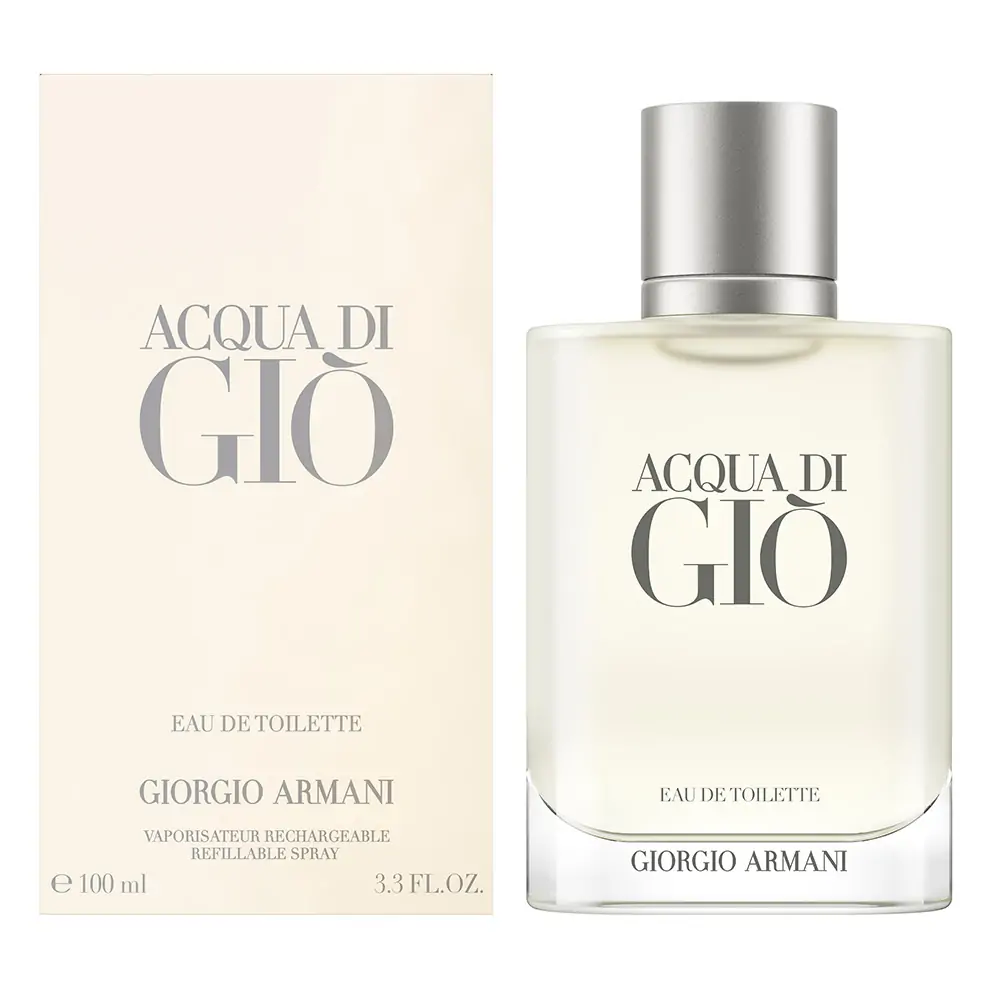 ACQUA DI
GIÒ
EAU DE TOILETTE
GIORGIO ARMANI
VAPORISATEUR RECHARGEABLE
REFILLABLE SPRAY
℮ 100 ml
3.3 FL.OZ.
ACQUA DI
GIÒ
EAU DE TOILETTE
GIORGIO ARMANI